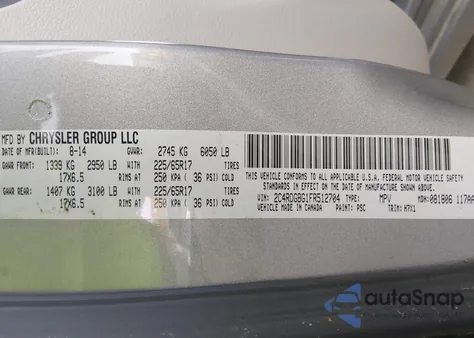 MFD BY CHRYSLER GROUP LLC
DATE OF MFR(BUILT): 8-14 GVWR: 2745 KG 6050 LB
GAWR FRONT: 1339 KG 2950 LB WITH 225/65R17 TIRES
17X6.5 RIMS AT 250 KPA ( 36 PSI) COLD
GAWR REAR: 1407 KG 3100 LB WITH 225/65R17 TIRES
17X6.5 RIMS AT 250 KPA ( 36 PSI) COLD
THIS VEHICLE CONFORMS TO ALL APPLICABLE U.S.A. FEDERAL MOTOR VEHICLE SAFETY
STANDARDS IN EFFECT ON THE DATE OF MANUFACTURE SHOWN ABOVE.
VIN: 2C4RDGBG1FR512704 TYPE: MPV MDH: 081806 117AA
VEHICLE MADE IN CANADA PAINT: PSC TRIM: H7X1
autoSnap